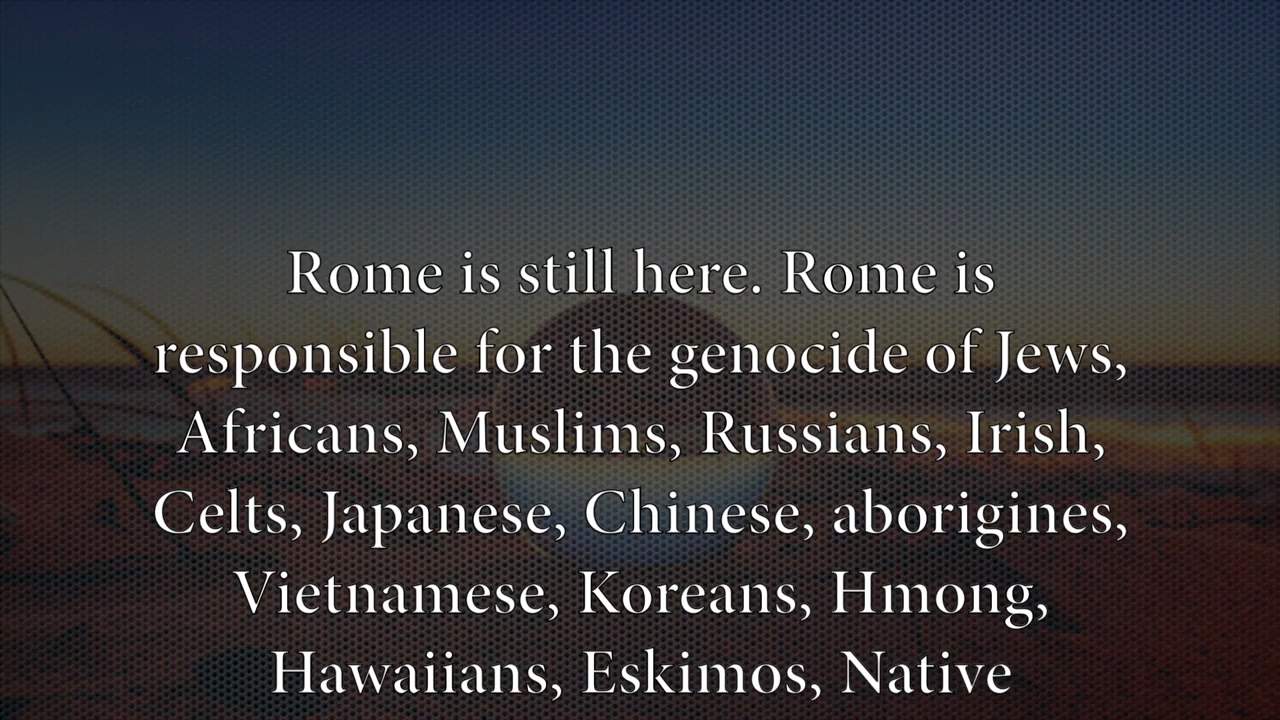 Rome is still here. Rome is
responsible for the genocide of Jews,
Africans, Muslims, Russians, Irish,
Celts, Japanese, Chinese, aborigines,
Vietnamese, Koreans, Hmong,
Hawaiians, Eskimos, Native